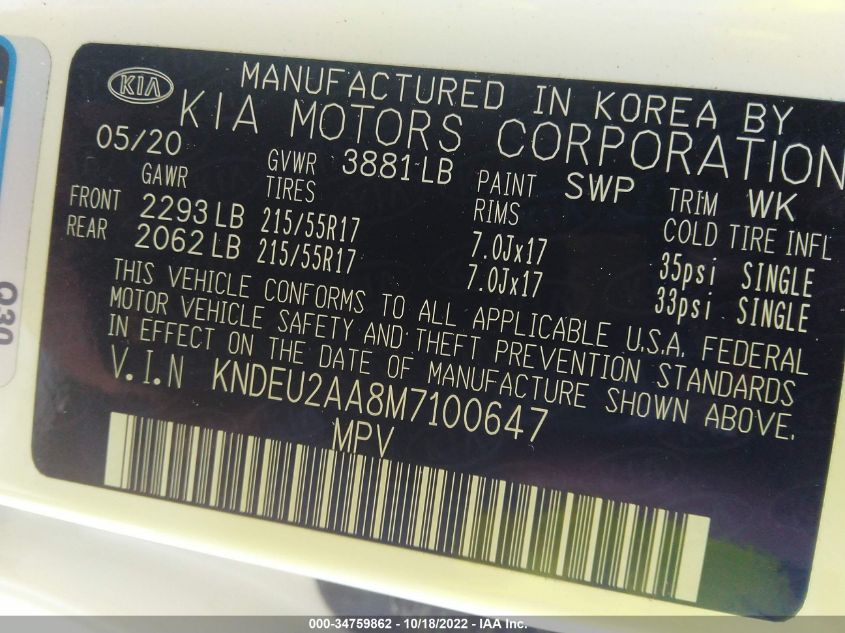 KIA
MANUFACTURED IN KOREA BY
KIA MOTORS CORPORATION
05/20 GVWR 3881 LB PAINT SWP TRIM WK
GAWR TIRES RIMS COLD TIRE INFL
FRONT 2293 LB 215/55R17 7.0Jx17 35psi SINGLE
REAR 2062 LB 215/55R17 7.0Jx17 33psi SINGLE
THIS VEHICLE CONFORMS TO ALL APPLICABLE U.S.A. FEDERAL
MOTOR VEHICLE SAFETY AND THEFT PREVENTION STANDARDS
IN EFFECT ON THE DATE OF MANUFACTURE SHOWN ABOVE.
V.I.N KNDEU2AA8M7100647
MPV
Q30
000-34759862 - 10/18/2022 - IAA Inc.